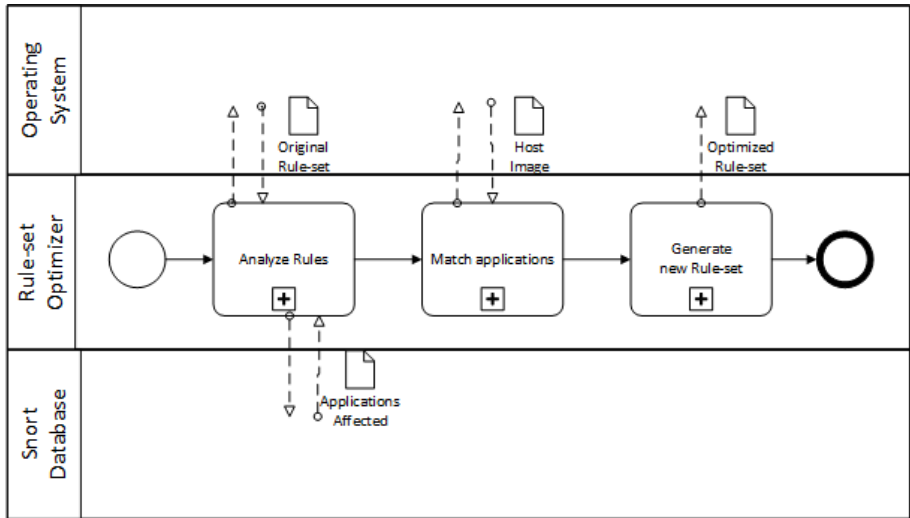 Operating
System
Original
Rule-set
Host
Image
Optimized
Rule-set
Rule-set
Optimizer
Analyze Rules
Match applications
Generate
new Rule-set
Snort
Database
Applications
Affected